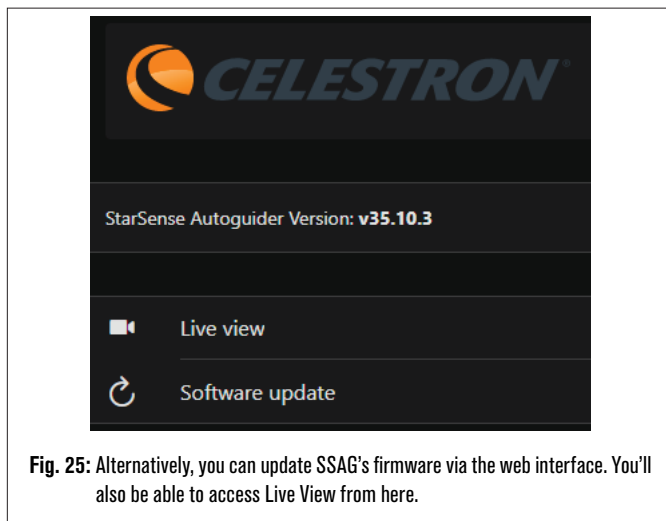 CELESTRON®
StarSense Autoguider Version: v35.10.3
Live view
Software update
Fig. 25: Alternatively, you can update SSAG's firmware via the web interface. You'll
also be able to access Live View from here.